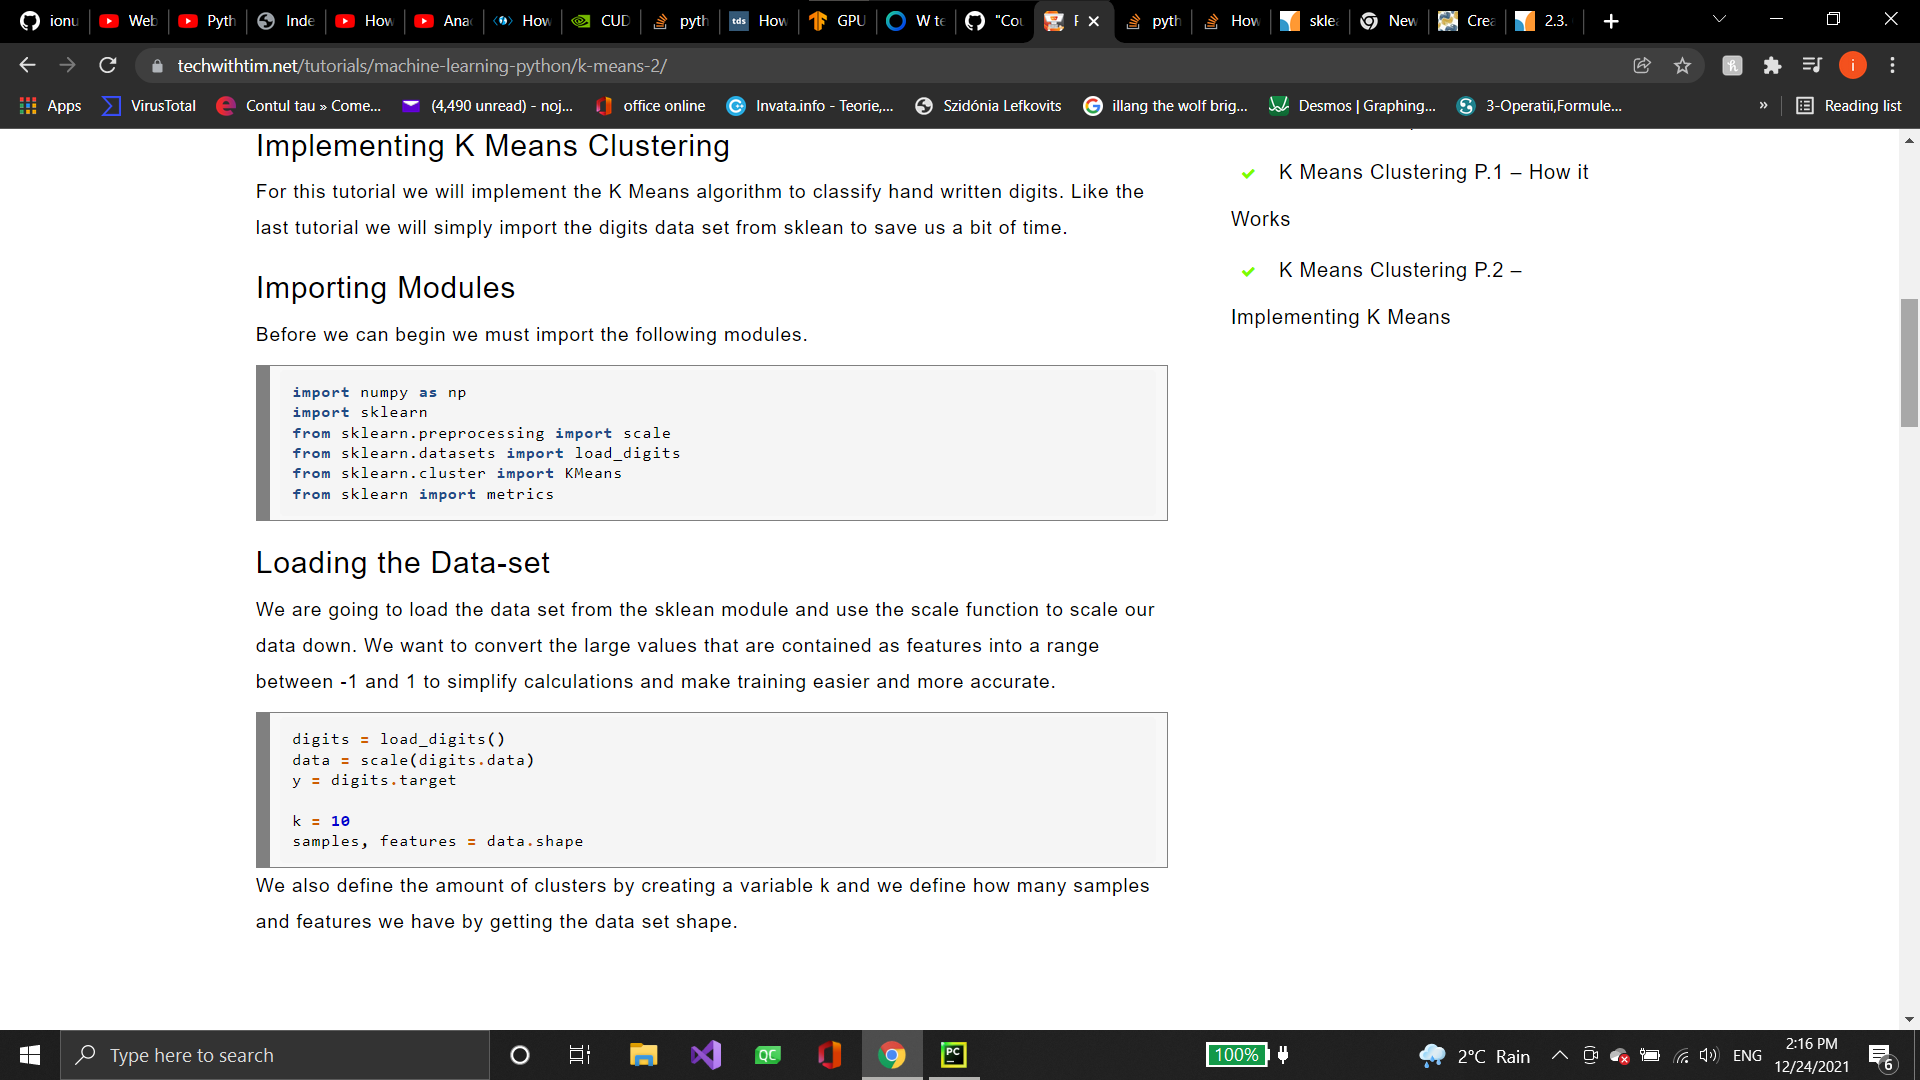 ionu
Web
Pyth
Inde
How
Anac
How
CUD
pyth
tds
How
GPU
W te
"Cou
pyth
How
skle
New
Crea
2.3.
techwithtim.net/tutorials/machine-learning-python/k-means-2/
Apps
VirusTotal
Contul tau » Come...
(4,490 unread) - noj...
office online
Invata.info - Teorie,...
Szidónia Lefkovits
illang the wolf brig...
Desmos | Graphing...
3-Operatii,Formule...
»
Reading list
Implementing K Means Clustering
For this tutorial we will implement the K Means algorithm to classify hand written digits. Like the
last tutorial we will simply import the digits data set from sklean to save us a bit of time.
Importing Modules
Before we can begin we must import the following modules.
import numpy as np
import sklearn
from sklearn.preprocessing import scale
from sklearn.datasets import load_digits
from sklearn.cluster import KMeans
from sklearn import metrics
Loading the Data-set
We are going to load the data set from the sklean module and use the scale function to scale our
data down. We want to convert the large values that are contained as features into a range
between -1 and 1 to simplify calculations and make training easier and more accurate.
digits = load_digits()
data = scale(digits.data)
y = digits.target
k = 10
samples, features = data.shape
We also define the amount of clusters by creating a variable k and we define how many samples
and features we have by getting the data set shape.
K Means Clustering P.1 – How it
Works
K Means Clustering P.2 –
Implementing K Means
Type here to search
QC
PC
100%
2°C Rain
ENG
2:16 PM
12/24/2021
6